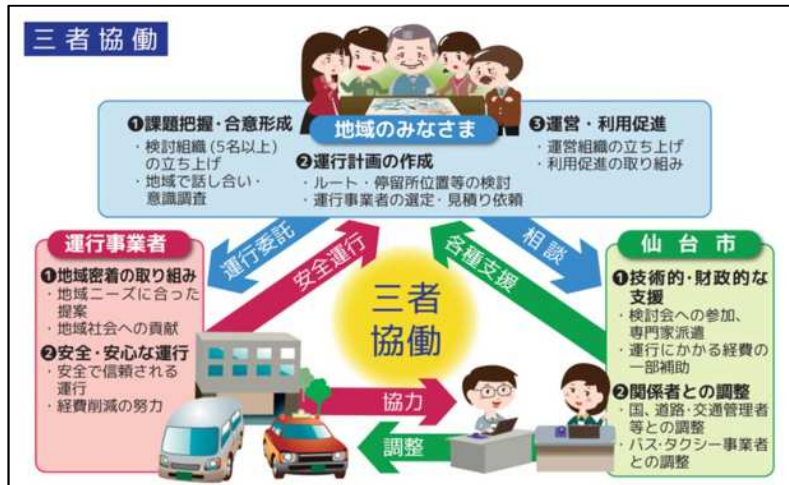 三者協働
❶課題把握・合意形成
・検討組織(5名以上)
の立ち上げ
・地域で話し合い・
意識調査
地域のみなさま
❷運行計画の作成
・ルート・停留所位置等の検討
・運行事業者の選定・見積り依頼
❸運営・利用促進
・運営組織の立ち上げ
・利用促進の取り組み
運行委託
安全運行
各種支援
相談
運行事業者
❶地域密着の取り組み
・地域ニーズに合った
提案
・地域社会への貢献
❷安全・安心な運行
・安全で信頼される
運行
・経費削減の努力
三者
協働
協力
調整
仙台市
❶技術的・財政的な
支援
・検討会への参加、
専門家派遣
・運行にかかる経費の
一部補助
❷関係者との調整
・国、道路・交通管理者
等との調整
・バス・タクシー事業者
との調整